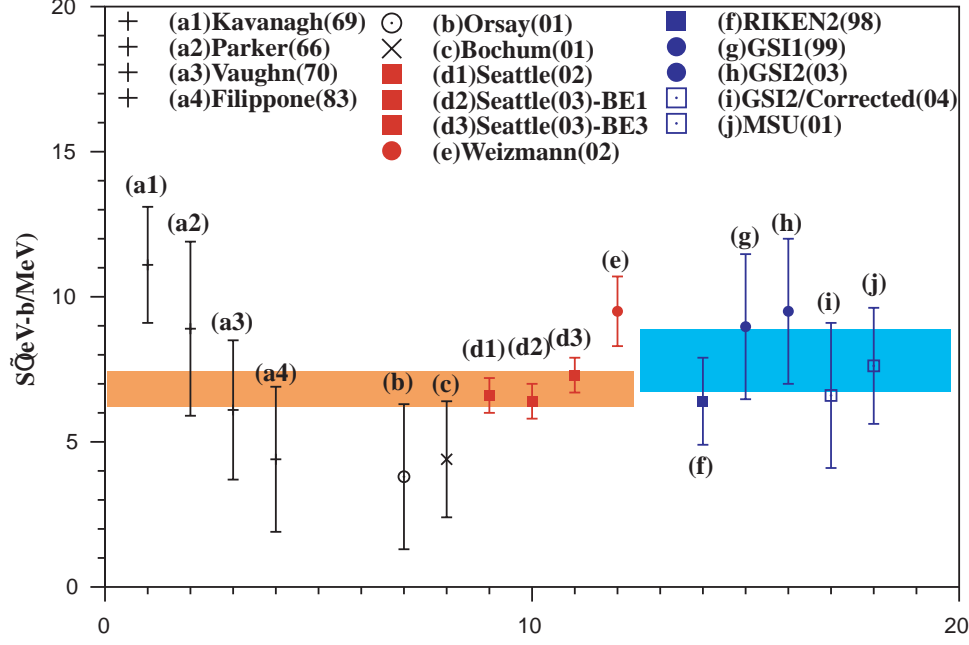 20
(a1)Kavanagh(69)
(a2)Parker(66)
(a3)Vaughn(70)
(a4)Filippone(83)
(b)Orsay(01)
(c)Bochum(01)
(d1)Seattle(02)
(d2)Seattle(03)-BE1
(d3)Seattle(03)-BE3
(e)Weizmann(02)
(f)RIKEN2(98)
(g)GSI1(99)
(h)GSI2(03)
(i)GSI2/Corrected(04)
(j)MSU(01)
15
(a1)
(a2)
(g)
(h)
(e)
(j)
10
(a3)
(i)
(d1)
(d2)
(d3)
(a4)
(b)
(c)
5
(f)
0
0
10
20
eV-b/MeV)